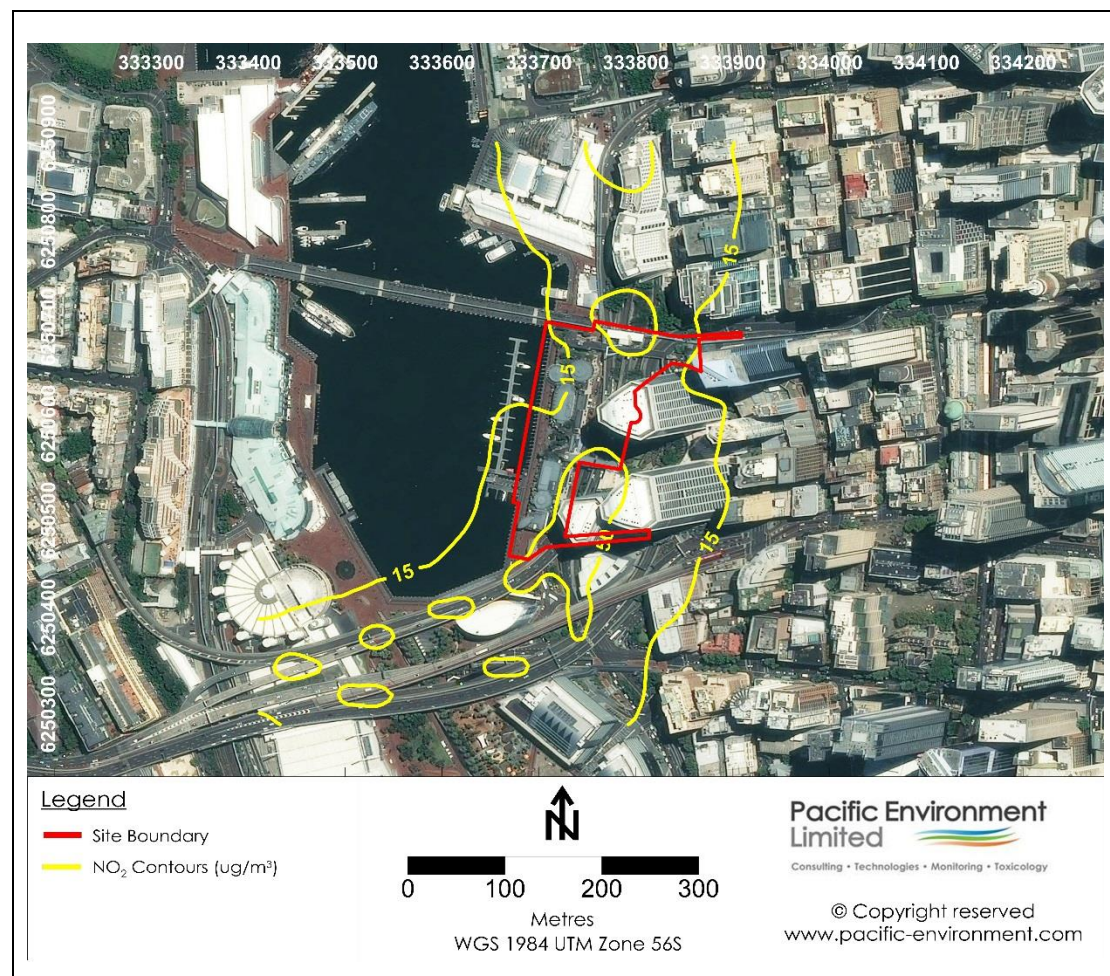 333300 333400 333500 333600 333700 333800 333900 334000 334100 334200
6250900
6250800
6250700
6250600
6250500
6250400
6250300
15
15
15
15
50
Legend
Site Boundary
NO₂ Contours (ug/m³)
N
0 100 200 300
Metres
WGS 1984 UTM Zone 56S
Pacific Environment
Limited
Consulting • Technologies • Monitoring • Toxicology
© Copyright reserved
www.pacific-environment.com